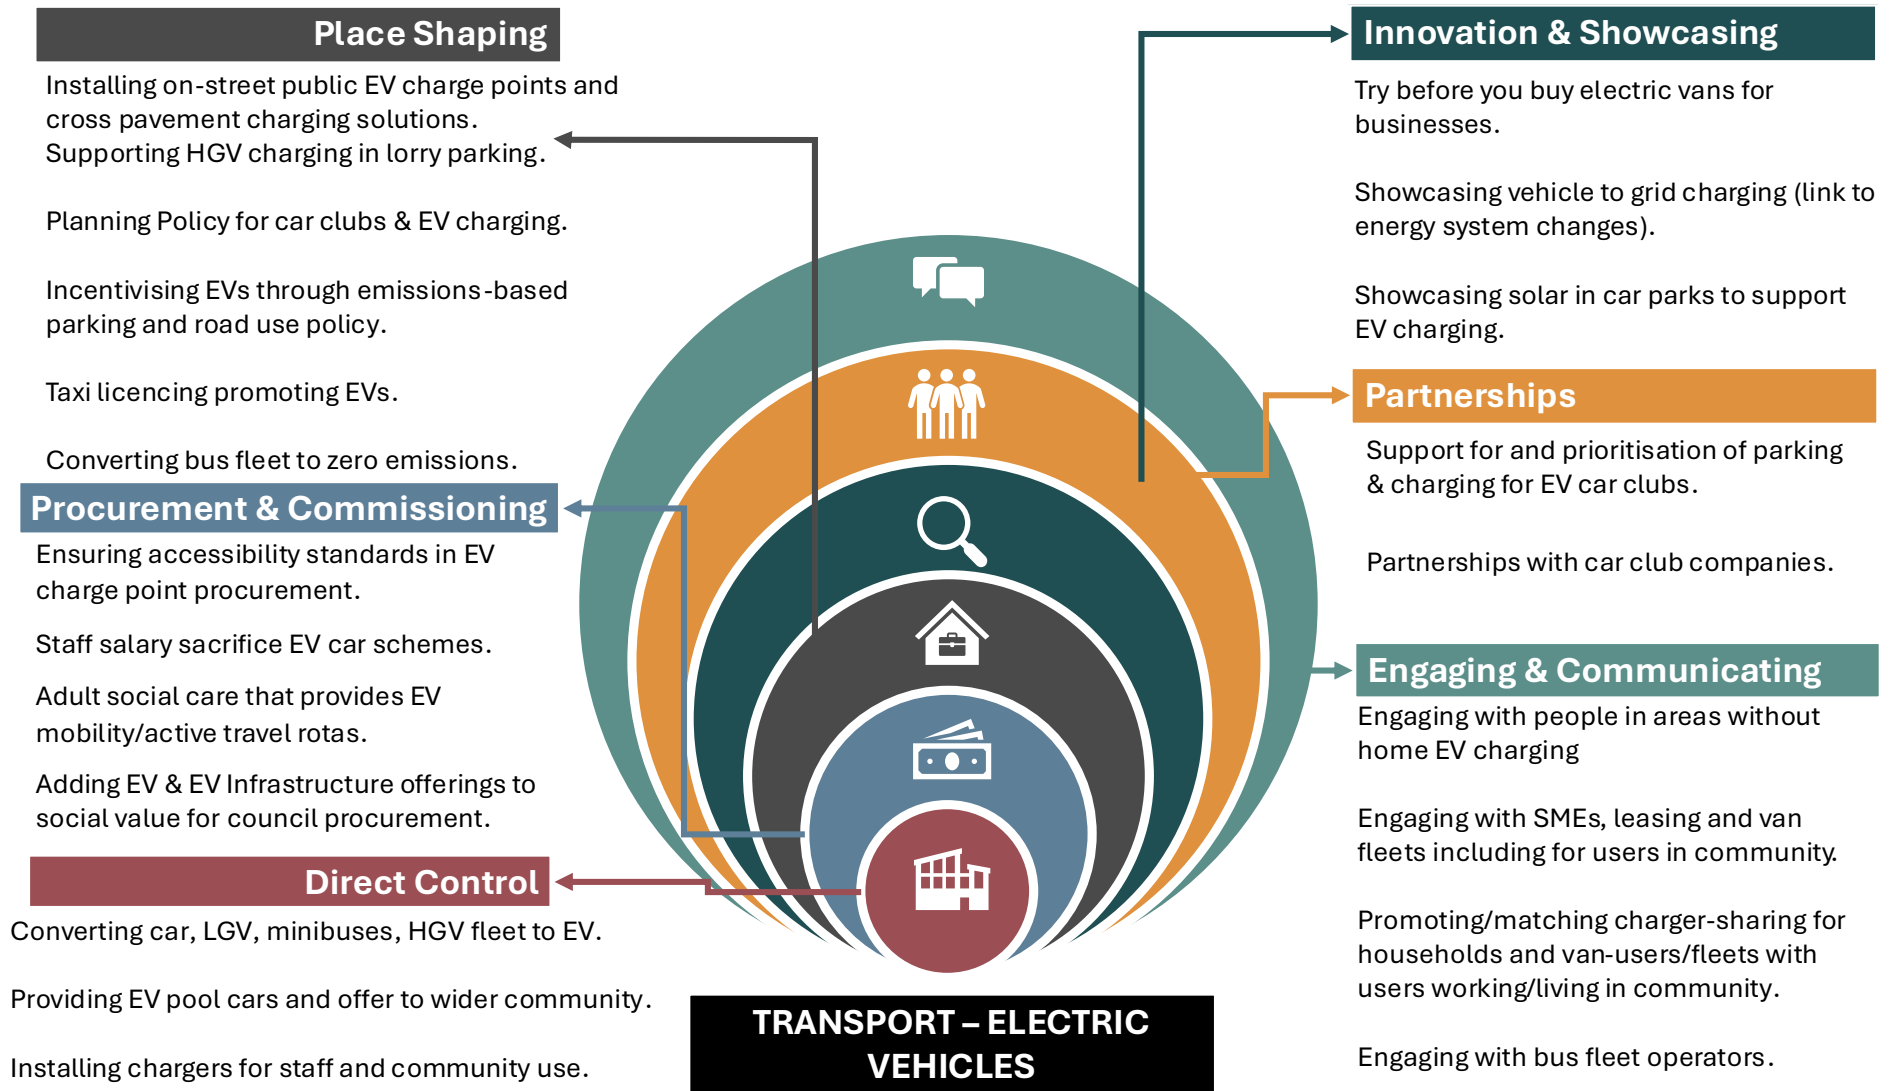 Place Shaping
Installing on-street public EV charge points and
cross pavement charging solutions.
Supporting HGV charging in lorry parking.
Planning Policy for car clubs & EV charging.
Incentivising EVs through emissions-based
parking and road use policy.
Taxi licencing promoting EVs.
Converting bus fleet to zero emissions.
Procurement & Commissioning
Ensuring accessibility standards in EV
charge point procurement.
Staff salary sacrifice EV car schemes.
Adult social care that provides EV
mobility/active travel rotas.
Adding EV & EV Infrastructure offerings to
social value for council procurement.
Direct Control
Converting car, LGV, minibuses, HGV fleet to EV.
Providing EV pool cars and offer to wider community.
Installing chargers for staff and community use.
TRANSPORT – ELECTRIC
VEHICLES
Innovation & Showcasing
Try before you buy electric vans for
businesses.
Showcasing vehicle to grid charging (link to
energy system changes).
Showcasing solar in car parks to support
EV charging.
Partnerships
Support for and prioritisation of parking
& charging for EV car clubs.
Partnerships with car club companies.
Engaging & Communicating
Engaging with people in areas without
home EV charging
Engaging with SMEs, leasing and van
fleets including for users in community.
Promoting/matching charger-sharing for
households and van-users/fleets with
users working/living in community.
Engaging with bus fleet operators.